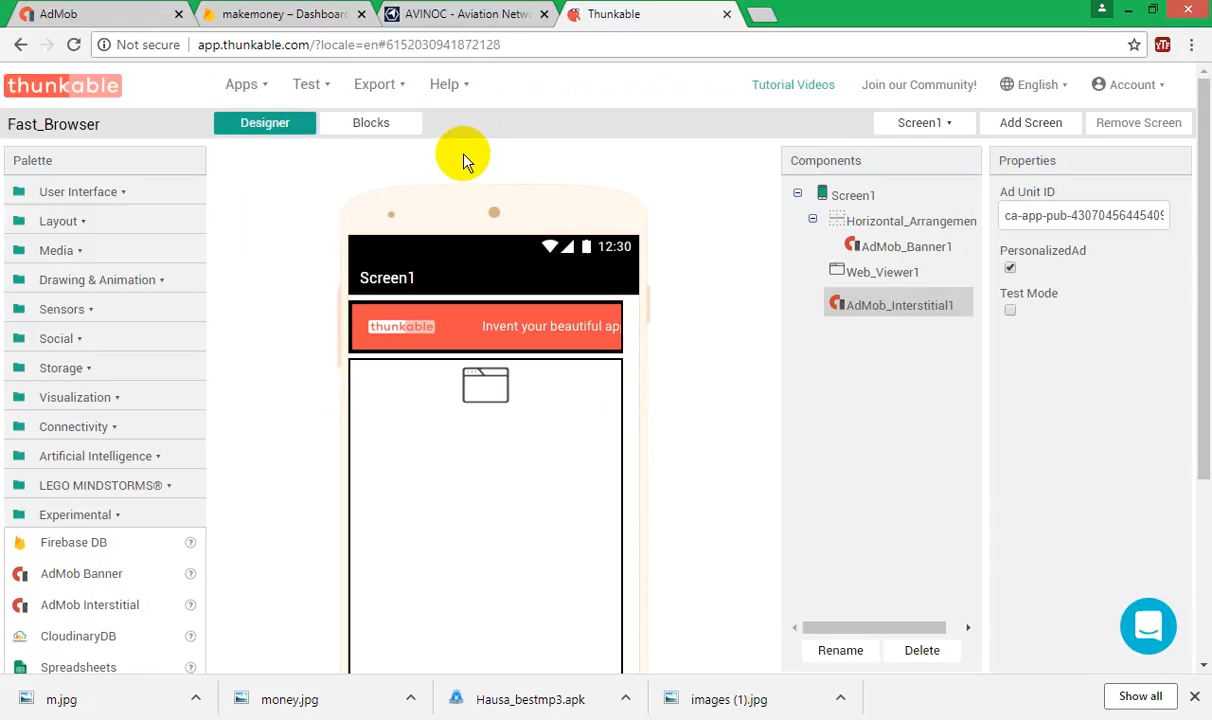 AdMob
makemoney – Dashboard
AVINOC - Aviation Netw
Thunkable
Not secure
app.thunkable.com/?locale=en#6152030941872128
YTF
thunkable
Apps
Test
Export
Help
Tutorial Videos
Join our Community!
English
Account
Fast_Browser
Designer
Blocks
Screen1
Add Screen
Remove Screen
Palette
User Interface
Layout
Media
Drawing & Animation
Sensors
Social
Storage
Visualization
Connectivity
Artificial Intelligence
LEGO MINDSTORMS®
Experimental
Firebase DB
AdMob Banner
AdMob Interstitial
CloudinaryDB
Spreadsheets
12:30
Screen1
thunkable
Invent your beautiful ap
Components
Screen1
Horizontal_Arrangemen
AdMob_Banner1
Web_Viewer1
AdMob_Interstitial1
Rename
Delete
Properties
Ad Unit ID
ca-app-pub-4307045644540
PersonalizedAd
Test Mode
m.jpg
money.jpg
Hausa_bestmp3.apk
images (1).jpg
Show all